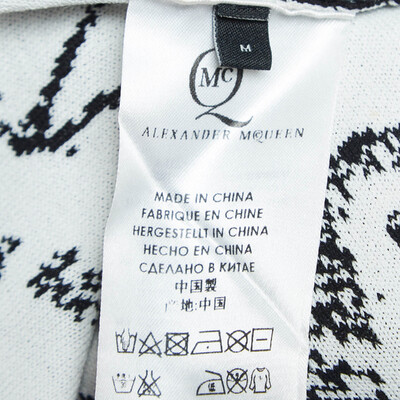 M
McQ
ALEXANDER McQUEEN
MADE IN CHINA
FABRIQUE EN CHINE
HERGESTELLT IN CHINA
HECHO EN CHINA
СДЕЛАНО В КИТАЕ
中国製
产地:中国